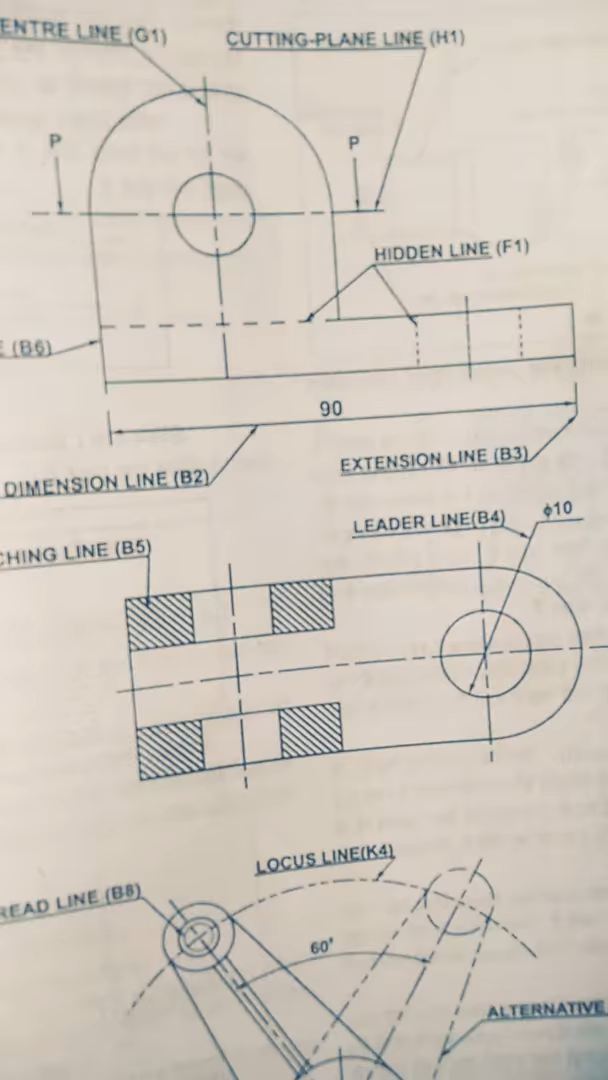 ENTRE LINE (G1)
CUTTING-PLANE LINE (H1)
P
P
HIDDEN LINE (F1)
E (B6)
90
DIMENSION LINE (B2)
EXTENSION LINE (B3)
LEADER LINE(B4)
ϕ10
CHING LINE (B5)
LOCUS LINE(K4)
READ LINE (B8)
60°
ALTERNATIVE